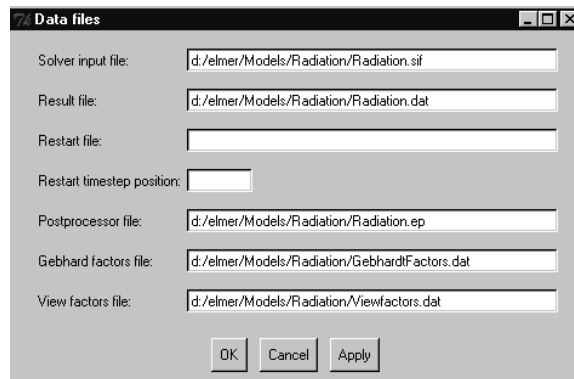 Data files
Solver input file: d:/elmer/Models/Radiation/Radiation.sif
Result file: d:/elmer/Models/Radiation/Radiation.dat
Restart file:
Restart timestep position:
Postprocessor file: d:/elmer/Models/Radiation/Radiation.ep
Gebhard factors file: d:/elmer/Models/Radiation/GebhardtFactors.dat
View factors file: d:/elmer/Models/Radiation/Viewfactors.dat
OK Cancel Apply